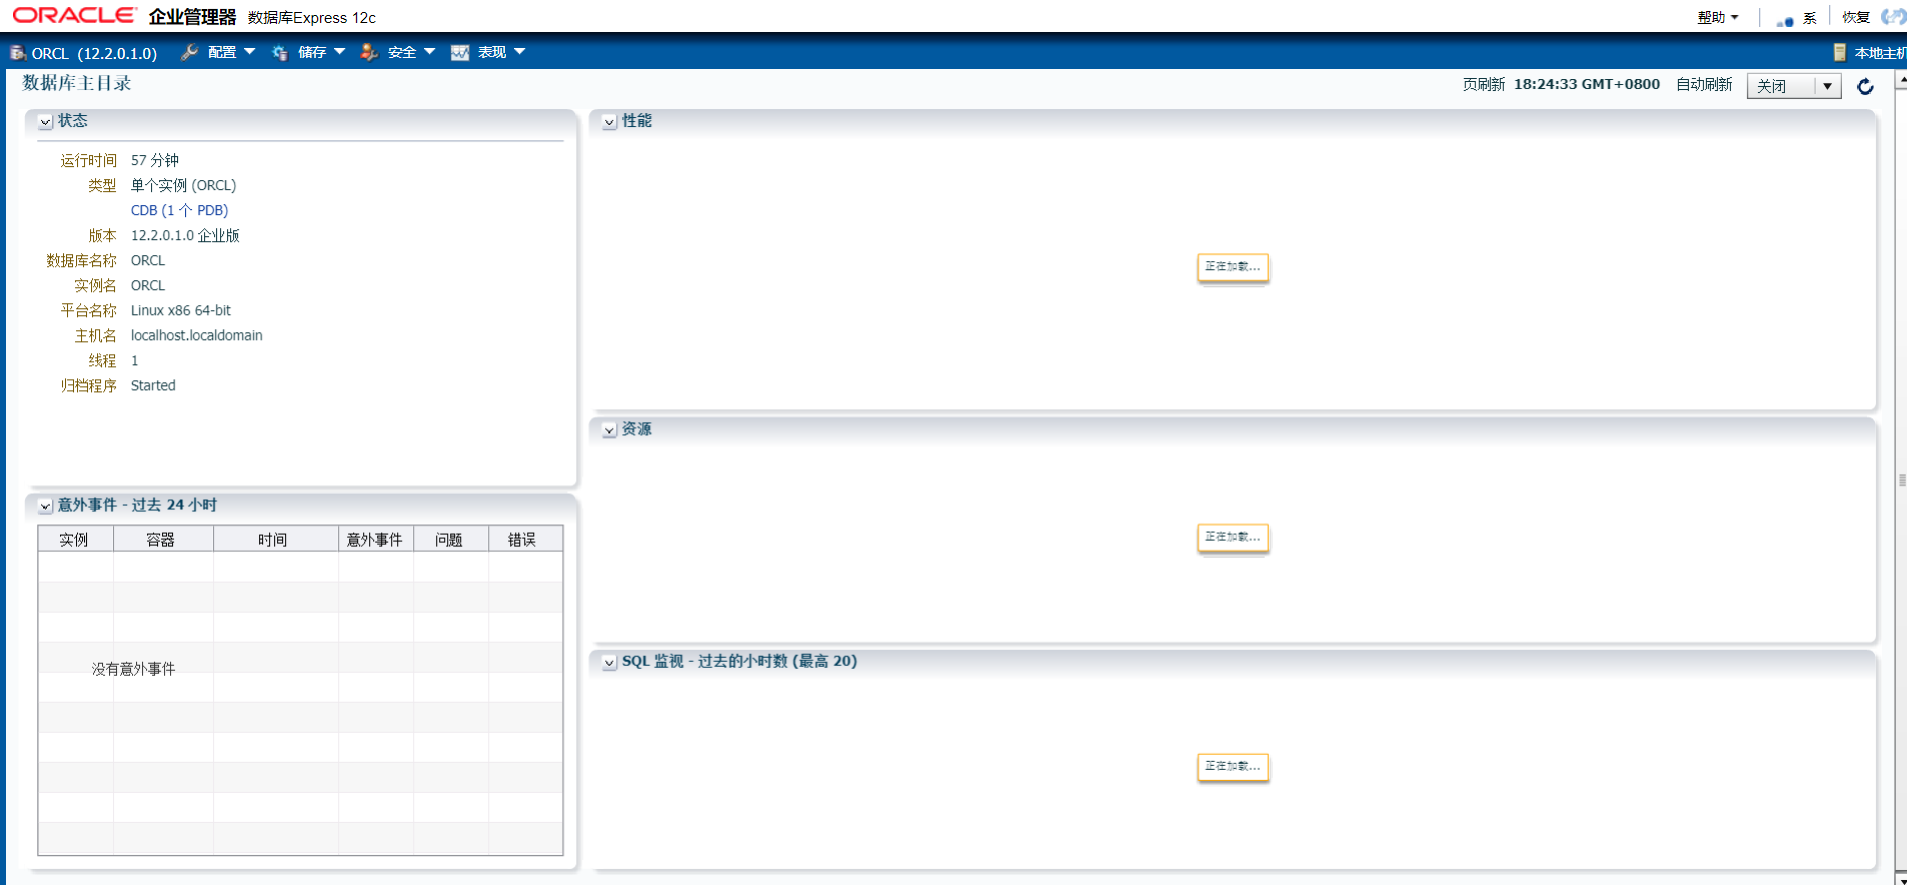 ORACLE 企业管理器 数据库Express 12c
帮助 系 恢复
ORCL (12.2.0.1.0) 配置 储存 安全 表现 本地主机
数据库主目录
页刷新 18:24:33 GMT+0800 自动刷新 关闭
状态
运行时间 57 分钟
类型 单个实例 (ORCL)
CDB (1 个 PDB)
版本 12.2.0.1.0 企业版
数据库名称 ORCL
实例名 ORCL
平台名称 Linux x86 64-bit
主机名 localhost.localdomain
线程 1
归档程序 Started
意外事件 - 过去 24 小时
实例 容器 时间 意外事件 问题 错误
没有意外事件
性能
正在加载...
资源
正在加载...
SQL 监视 - 过去的小时数 (最高 20)
正在加载...